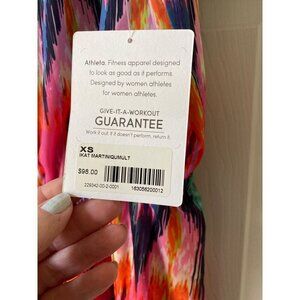 Athleta. Fitness apparel designed
to look as good as it performs.
Designed by women athletes
for women athletes.
GIVE-IT-A-WORKOUT
GUARANTEE
Work it out. If it doesn't perform, return it.
XS
IKAT MARTINIQUMULT
$98.00
229342-00-2-0001
163056200012